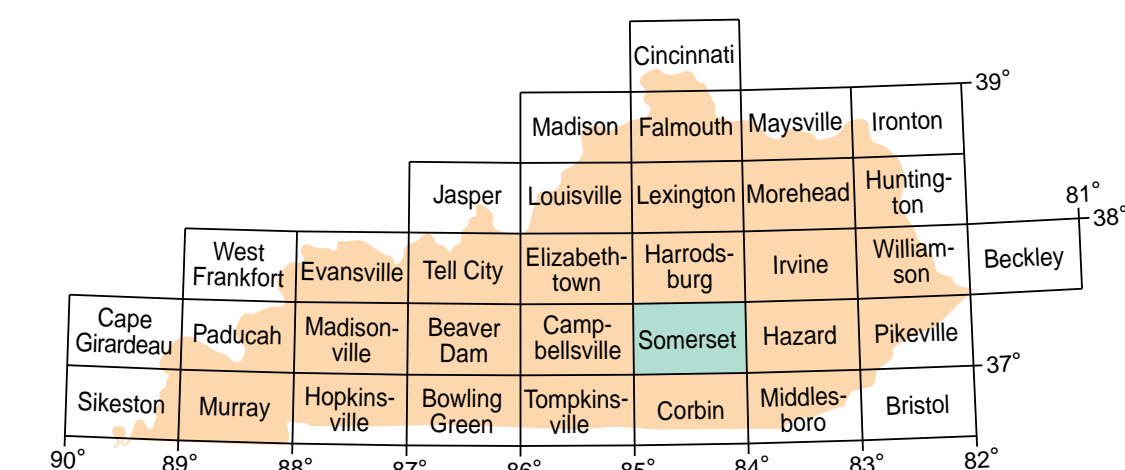 Cincinnati
39°
Madison Falmouth Maysville Ironton
Jasper Louisville Lexington Morehead Hunting-
ton
81°
38°
West
Frankfort Evansville Tell City Elizabeth-
town Harrods-
burg Irvine William-
son Beckley
Cape
Girardeau Paducah Madison-
ville Beaver
Dam Camp-
bellsville Somerset Hazard Pikeville
37°
Sikeston Murray Hopkins-
ville Bowling
Green Tompkins-
ville Corbin Middles-
boro Bristol
90° 89° 88° 87° 86° 85° 84° 83° 82°